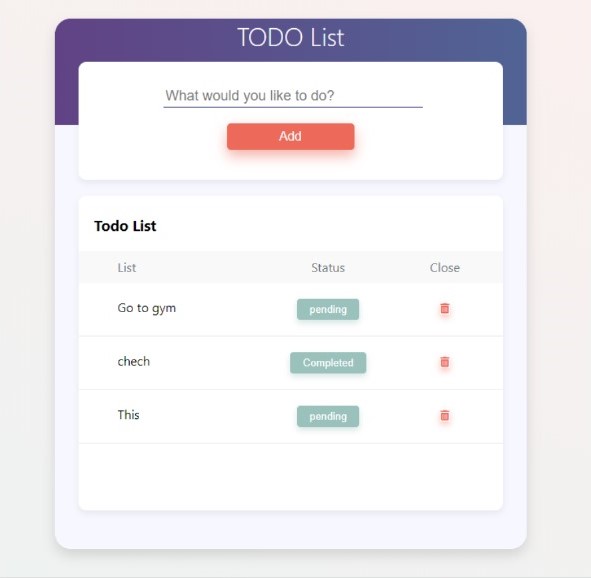 TODO List
What would you like to do?
Add
Todo List
List Status Close
Go to gym pending
chech Completed
This pending